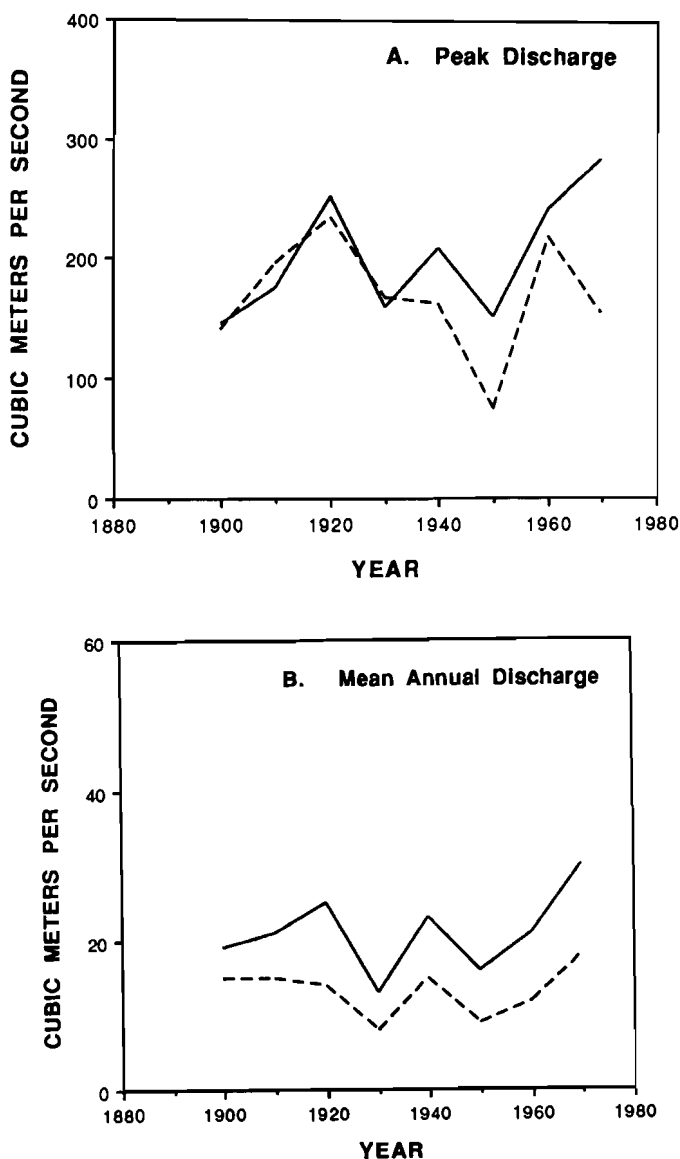 A. Peak Discharge
CUBIC METERS PER SECOND
400
300
200
100
0
1880 1900 1920 1940 1960 1980
YEAR
B. Mean Annual Discharge
CUBIC METERS PER SECOND
60
40
20
0
1880 1900 1920 1940 1960 1980
YEAR